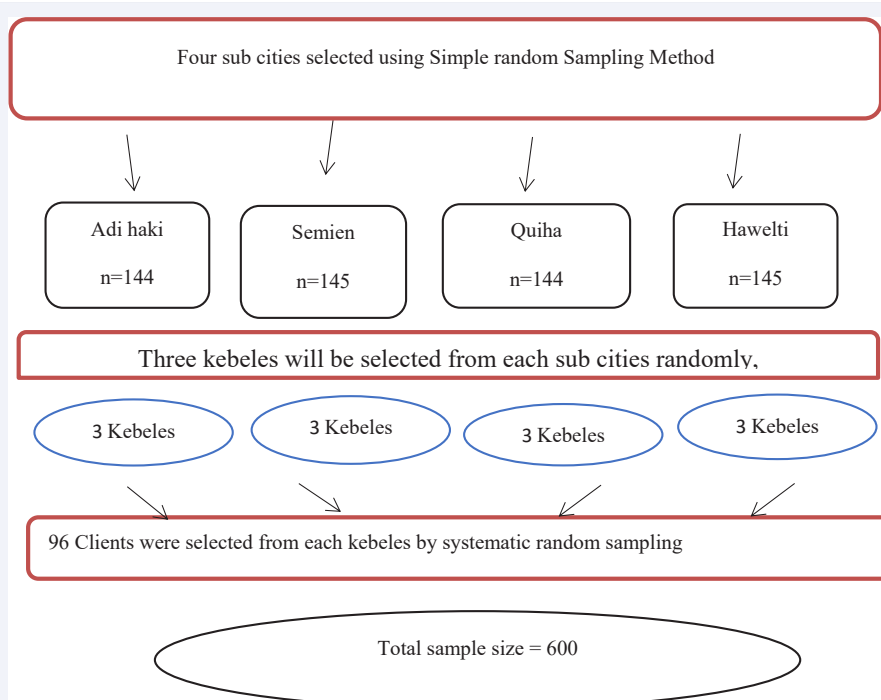 Four sub cities selected using Simple random Sampling Method
Adi haki
n=144
Semien
n=145
Quiha
n=144
Hawelti
n=145
Three kebeles will be selected from each sub cities randomly,
3 Kebeles
3 Kebeles
3 Kebeles
3 Kebeles
96 Clients were selected from each kebeles by systematic random sampling
Total sample size = 600